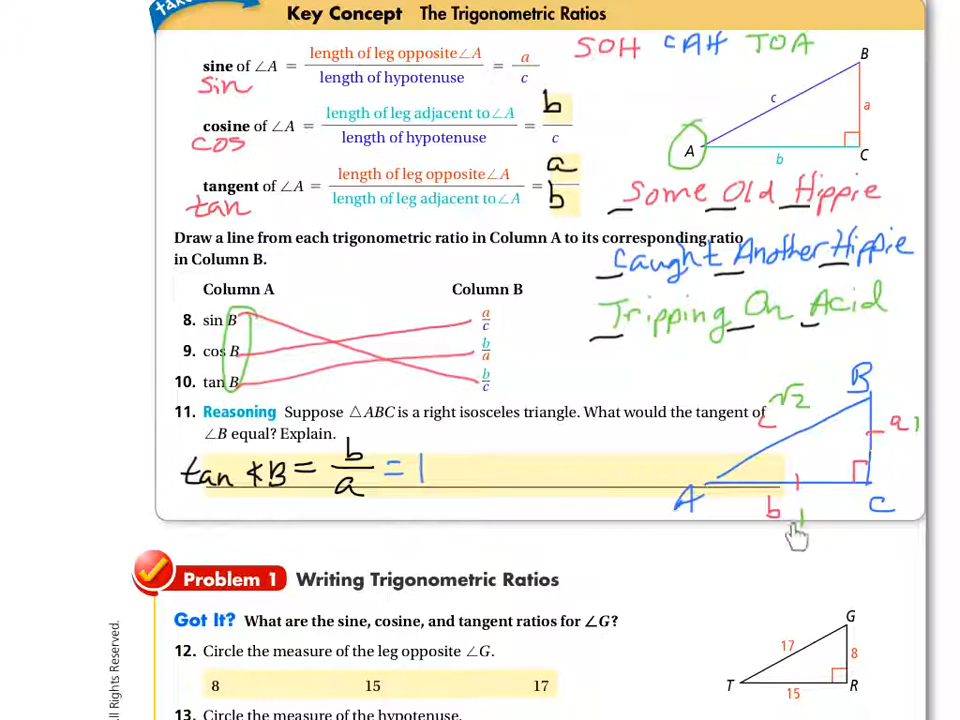 take
Key Concept The Trigonometric Ratios
SOH CAH TOA
sine of ∠A = length of leg opposite ∠A / length of hypotenuse = a / c
sin
cosine of ∠A = length of leg adjacent to ∠A / length of hypotenuse = b / c
cos
tangent of ∠A = length of leg opposite ∠A / length of leg adjacent to ∠A = a / b
tan
B
c
a
A
b
C
Some Old Hippie
Caught Another Hippie
Tripping On Acid
Draw a line from each trigonometric ratio in Column A to its corresponding ratio
in Column B.
Column A Column B
8. sin B a/c
9. cos B b/a
10. tan B b/c
11. Reasoning Suppose △ABC is a right isosceles triangle. What would the tangent of
∠B equal? Explain.
tan ∠B = b/a = 1
B
√2
c
a 1
A
b
C
1
Problem 1 Writing Trigonometric Ratios
Got It? What are the sine, cosine, and tangent ratios for ∠G?
12. Circle the measure of the leg opposite ∠G.
8 15 17
13. Circle the measure of the hypotenuse.
G
17
8
T
15
R
All Rights Reserved.